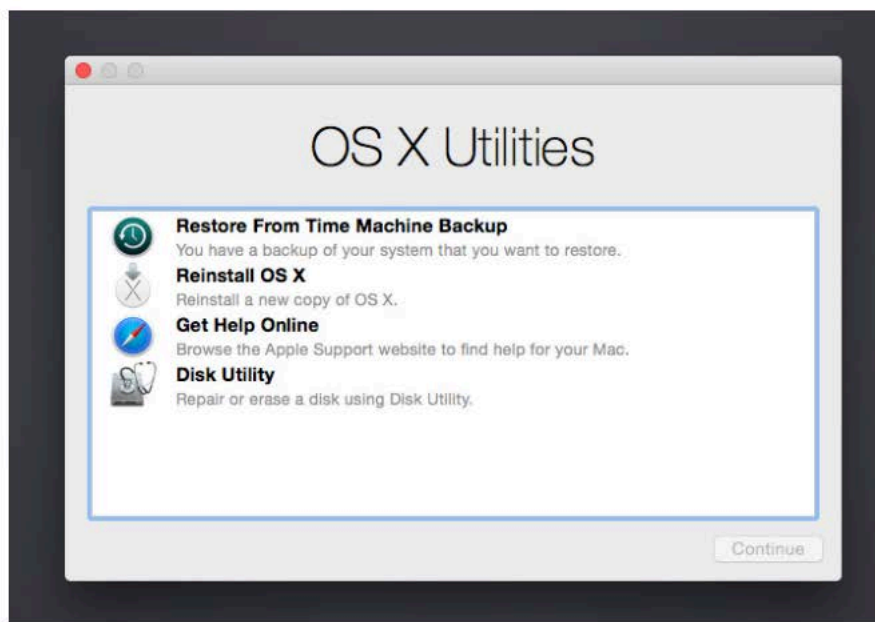 OS X Utilities
Restore From Time Machine Backup
You have a backup of your system that you want to restore.
Reinstall OS X
Reinstall a new copy of OS X.
Get Help Online
Browse the Apple Support website to find help for your Mac.
Disk Utility
Repair or erase a disk using Disk Utility.
Continue